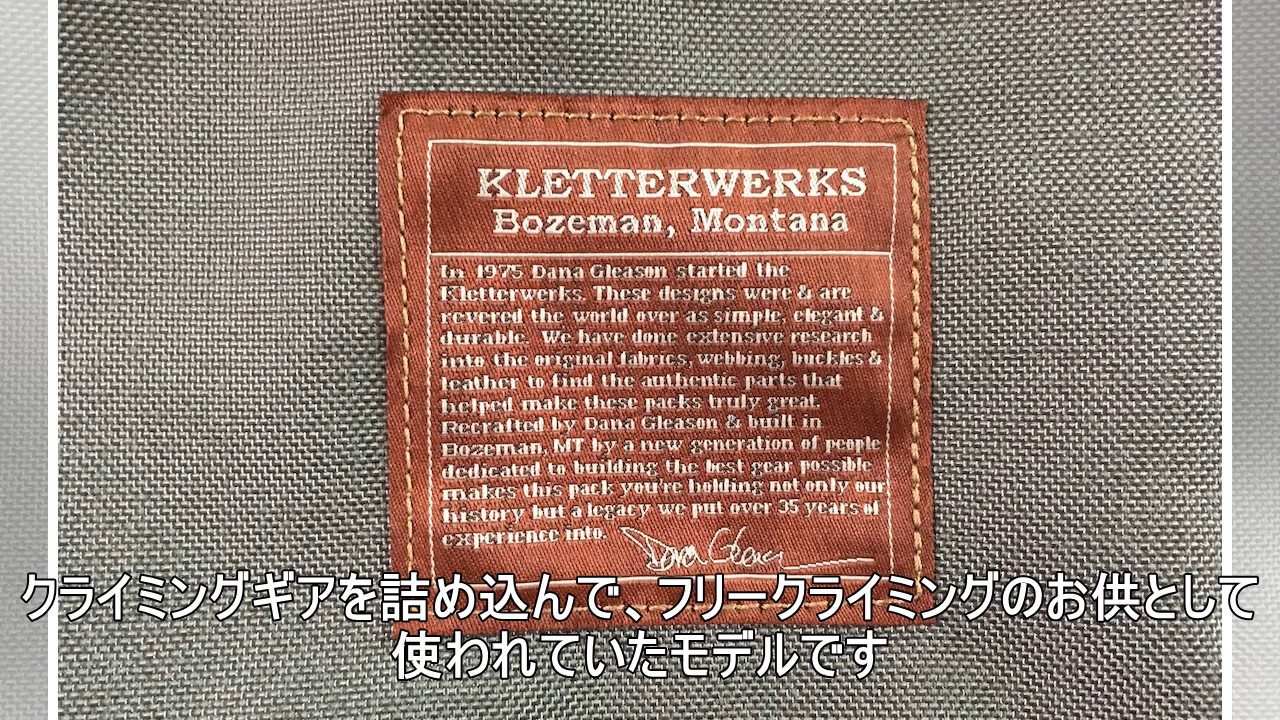 KLETTERWERKS
Bozeman, Montana
In 1975 Dana Gleason started the
Kletterwerks. These designs were & are
revered the world over as simple, elegant &
durable. We have done extensive research
into the original fabrics, webbing, buckles &
leather to find the authentic parts that
helped make these packs truly great.
Recrafted by Dana Gleason & built in
Bozeman, MT by a new generation of people
dedicated to building the best gear possible
makes this pack you're holding not only our
history but a legacy we put over 35 years of
experience into.
Dana Gleason
クライミングギアを詰め込んで、フリークライミングのお供として
使われていたモデルです